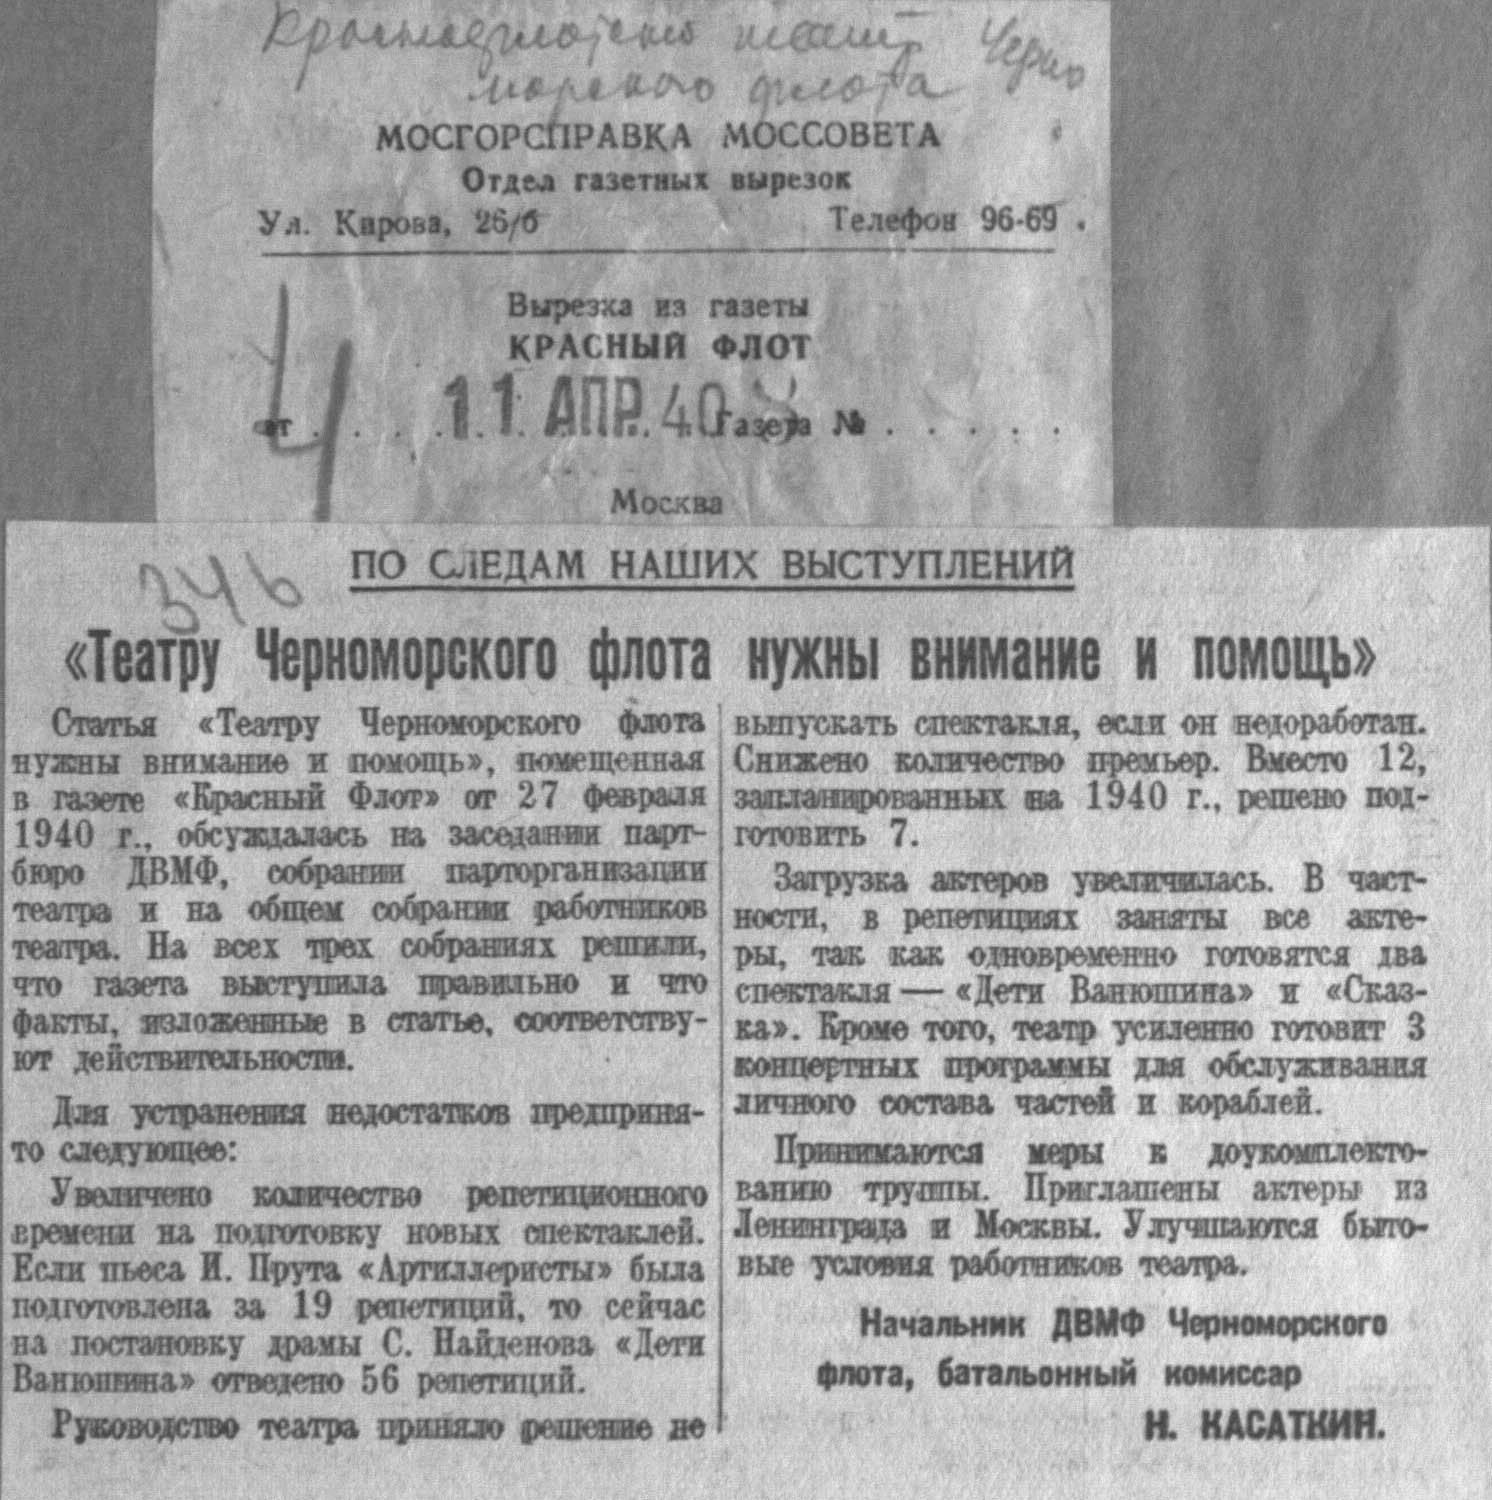 Краснофлотский театр Черно
морского флота
МОСГОРСПРАВКА МОССОВЕТА
Отдел газетных вырезок
Ул. Кирова, 26/б
Телефон 96-69
Вырезка из газеты
КРАСНЫЙ ФЛОТ
от . . . . 11 АПР. 40 Газета № . . . . .
Москва
346
ПО СЛЕДАМ НАШИХ ВЫСТУПЛЕНИЙ
«Театру Черноморского флота нужны внимание и помощь»
Статья «Театру Черноморского флота
нужны внимание и помощь», помещенная
в газете «Красный Флот» от 27 февраля
1940 г., обсуждалась на заседании парт-
бюро ДВМФ, собрании парторганизации
театра и на общем собрании работников
театра. На всех трех собраниях решили,
что газета выступила правильно и что
факты, изложенные в статье, соответству-
ют действительности.
Для устранения недостатков предприня-
то следующее:
Увеличено количество репетиционного
времени на подготовку новых спектаклей.
Если пьеса И. Прута «Артиллеристы» была
подготовлена за 19 репетиций, то сейчас
на постановку драмы С. Найденова «Дети
Ванюшина» отведено 56 репетиций.
Руководство театра приняло решение не
выпускать спектакля, если он недоработан.
Снижено количество премьер. Вместо 12,
запланированных на 1940 г., решено под-
готовить 7.
Загрузка актеров увеличилась. В част-
ности, в репетициях заняты все акте-
ры, так как одновременно готовятся два
спектакля — «Дети Ванюшина» и «Сказ-
ка». Кроме того, театр усиленно готовит 3
концертных программы для обслуживания
личного состава частей и кораблей.
Принимаются меры к доукомплекто-
ванию труппы. Приглашены актеры из
Ленинграда и Москвы. Улучшаются быто-
вые условия работников театра.
Начальник ДВМФ Черноморского
флота, батальонный комиссар
Н. КАСАТКИН.